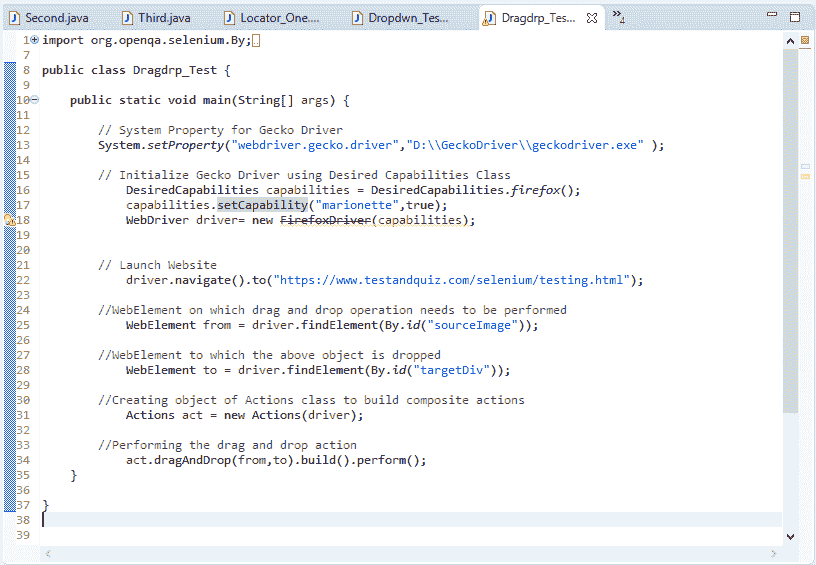 Second.java Third.java Locator_One.... Dropdwn_Tes... Dragdrp_Tes... »4
1 import org.openqa.selenium.By;
7
8 public class Dragdrp_Test {
9
10 public static void main(String[] args) {
11
12 // System Property for Gecko Driver
13 System.setProperty("webdriver.gecko.driver","D:\\GeckoDriver\\geckodriver.exe" );
14
15 // Initialize Gecko Driver using Desired Capabilities Class
16 DesiredCapabilities capabilities = DesiredCapabilities.firefox();
17 capabilities.setCapability("marionette",true);
18 WebDriver driver= new FirefoxDriver(capabilities);
19
20
21 // Launch Website
22 driver.navigate().to("https://www.testandquiz.com/selenium/testing.html");
23
24 //WebElement on which drag and drop operation needs to be performed
25 WebElement from = driver.findElement(By.id("sourceImage"));
26
27 //WebElement to which the above object is dropped
28 WebElement to = driver.findElement(By.id("targetDiv"));
29
30 //Creating object of Actions class to build composite actions
31 Actions act = new Actions(driver);
32
33 //Performing the drag and drop action
34 act.dragAndDrop(from,to).build().perform();
35 }
36
37 }
38
39